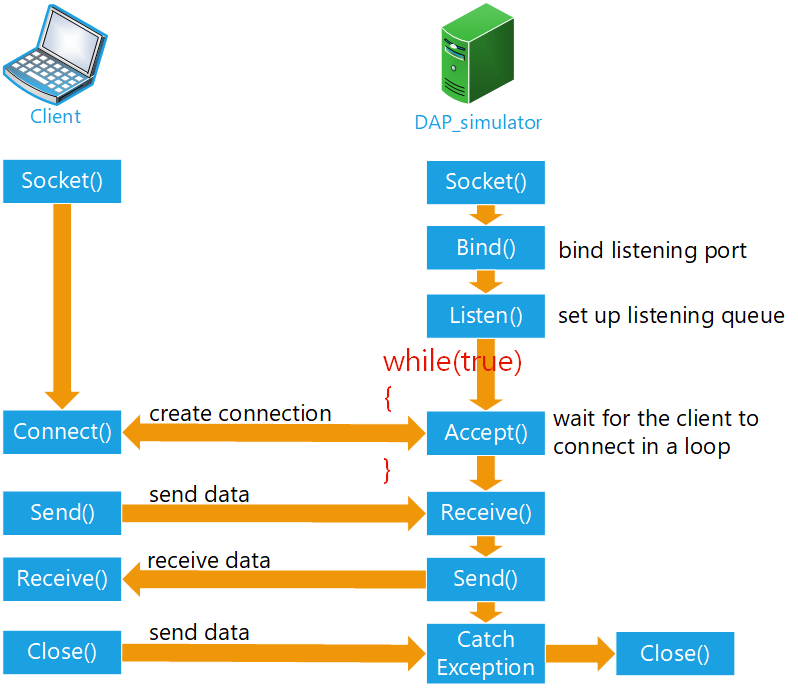 Client
DAP_simulator
Socket()
Socket()
Bind()
bind listening port
Listen()
set up listening queue
while(true)
{
create connection
Connect()
Accept()
wait for the client to
connect in a loop
}
send data
Send()
Receive()
receive data
Receive()
Send()
send data
Close()
Catch
Exception
Close()